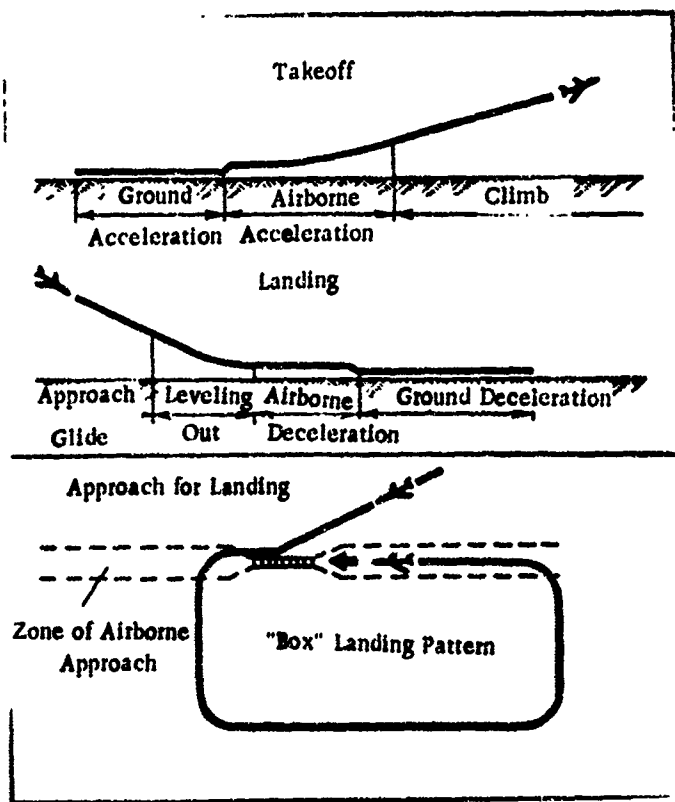 Takeoff
Ground Airborne Climb
Acceleration Acceleration
Landing
Approach Leveling Airborne Ground Deceleration
Glide Out Deceleration
Approach for Landing
Zone of Airborne
Approach
"Box" Landing Pattern